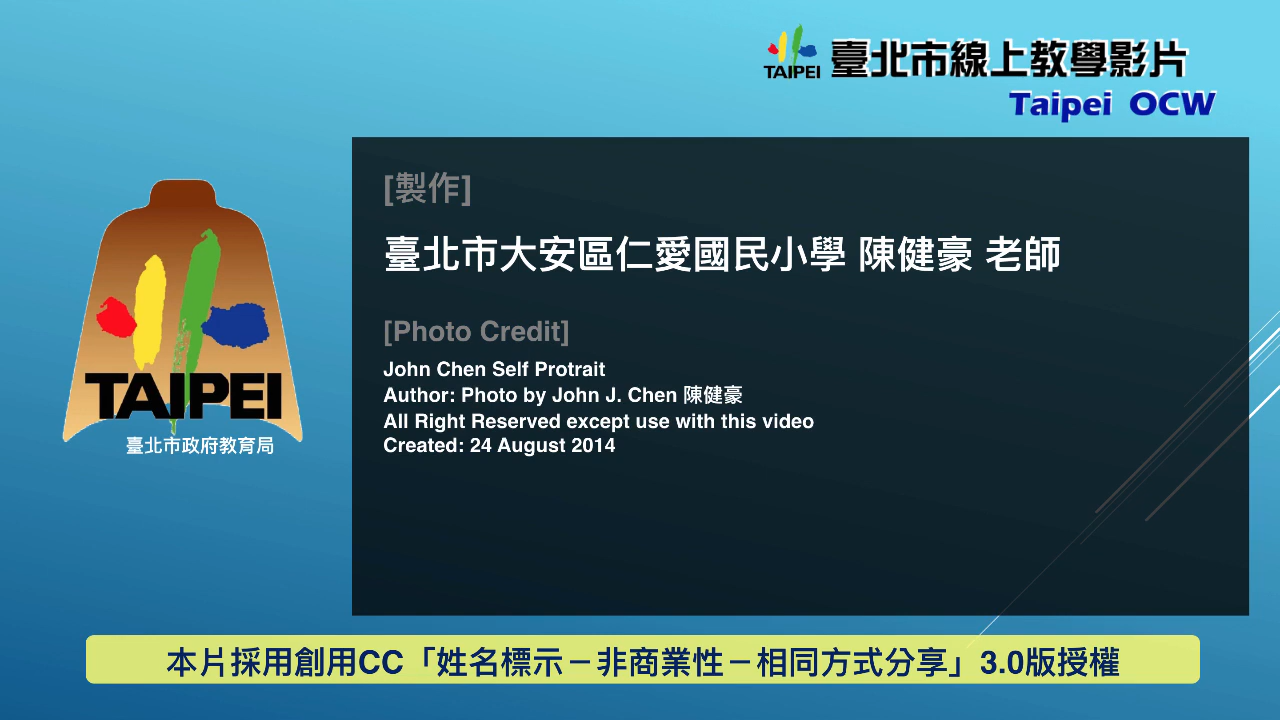 TAIPEI 臺北市線上教學影片
Taipei OCW
[製作]
臺北市大安區仁愛國民小學 陳健豪 老師
[Photo Credit]
John Chen Self Protrait
Author: Photo by John J. Chen 陳健豪
All Right Reserved except use with this video
Created: 24 August 2014
TAIPEI
臺北市政府教育局
本片採用創用CC「姓名標示－非商業性－相同方式分享」3.0版授權